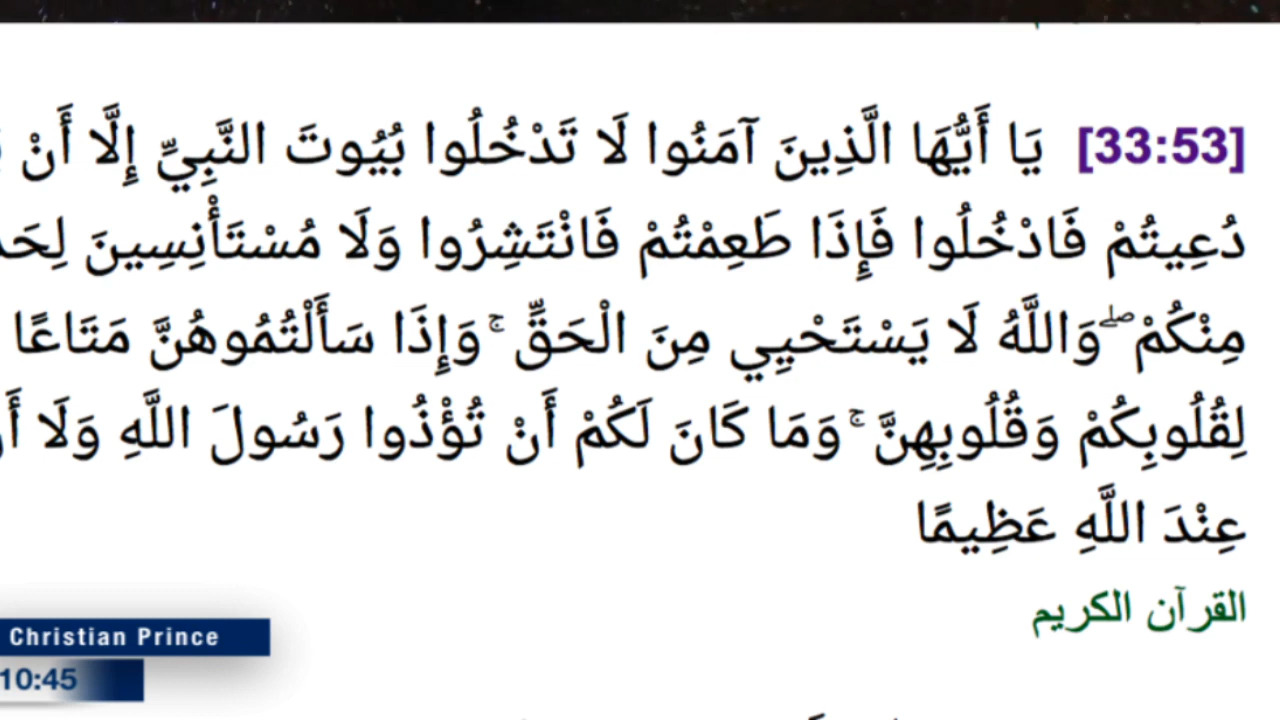 [33:53] يَا أَيُّهَا الَّذِينَ آمَنُوا لَا تَدْخُلُوا بُيُوتَ النَّبِيِّ إِلَّا أَنْ
دُعِيتُمْ فَادْخُلُوا فَإِذَا طَعِمْتُمْ فَانْتَشِرُوا وَلَا مُسْتَأْنِسِينَ
مِنْكُمْ ۖ وَاللَّهُ لَا يَسْتَحْيِي مِنَ الْحَقِّ ۚ وَإِذَا سَأَلْتُمُوهُنَّ مَتَاعًا
لِقُلُوبِكُمْ وَقُلُوبِهِنَّ ۚ وَمَا كَانَ لَكُمْ أَنْ تُؤْذُوا رَسُولَ اللَّهِ وَلَا
عِنْدَ اللَّهِ عَظِيمًا
القرآن الكريم
Christian Prince
10:45